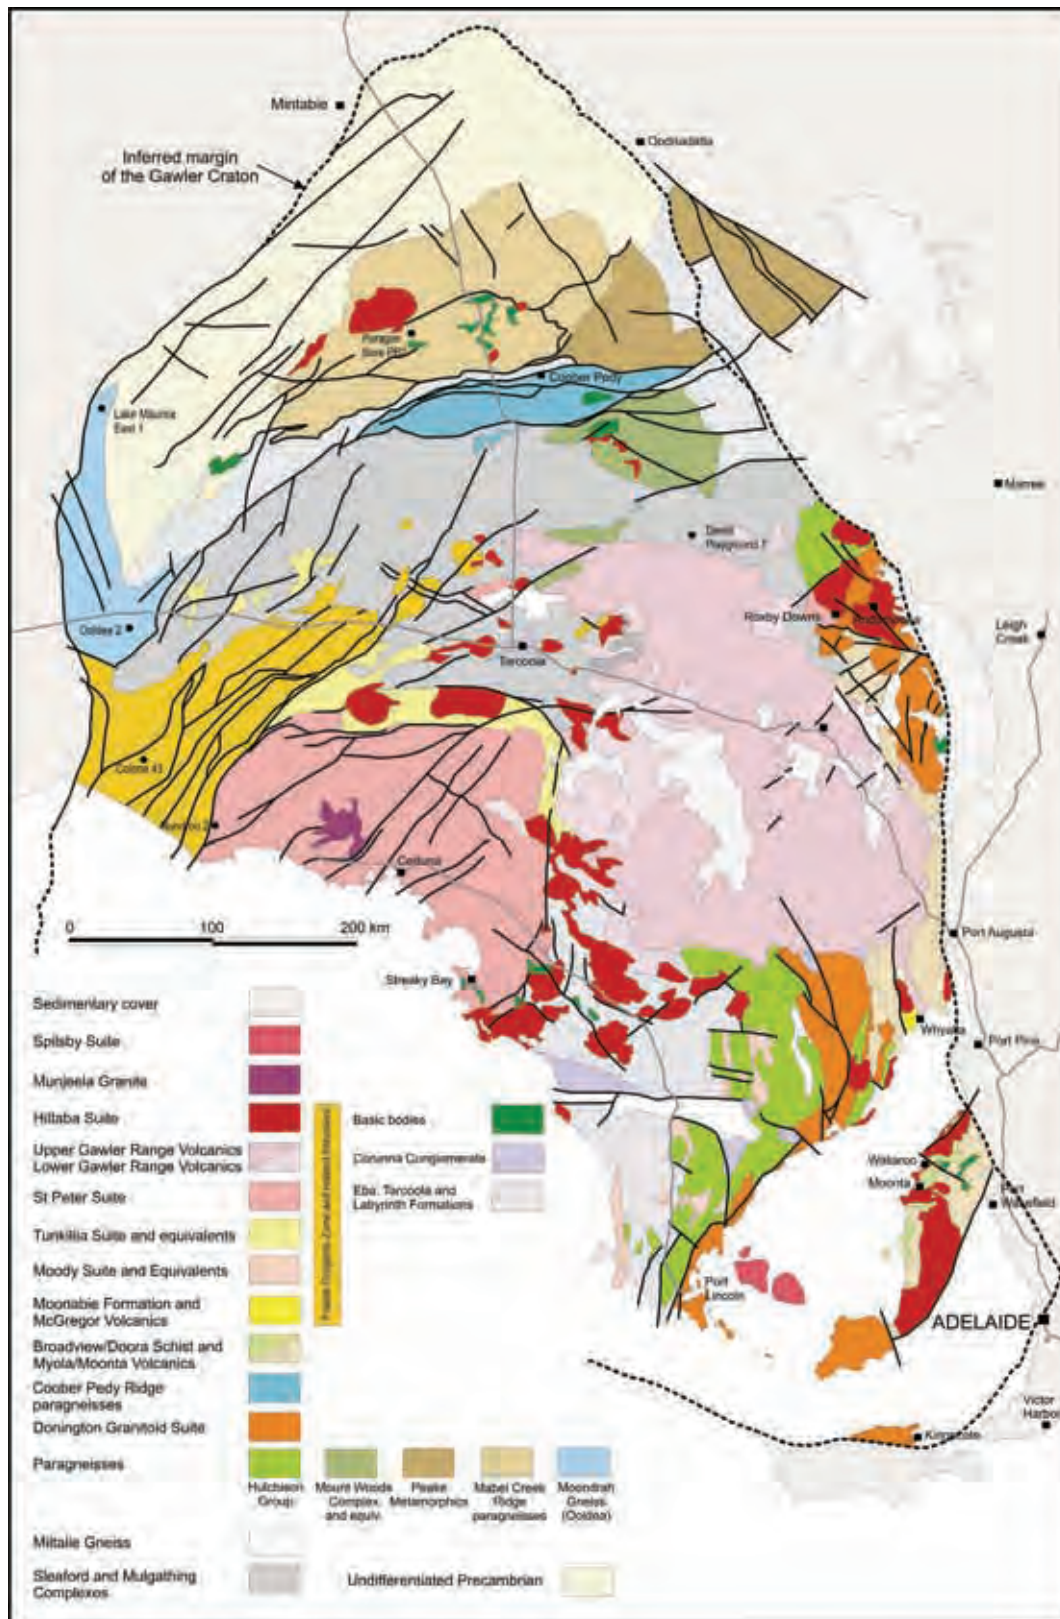 Mintabie
Oodnadatta
Inferred margin
of the Gawler Craton
Coober Pedy
Lake Maurice
East 1
Marree
Playground 7
Ooldea 2
Roxby Downs
Leigh
Creek
Tarcoola
Ceduna
0 100 200 km
Port Augusta
Streaky Bay
Whyalla
Port Pirie
Sedimentary cover
Spilsby Suite
Munjeela Granite
Hiltaba Suite
Basic bodies
Upper Gawler Range Volcanics
Lower Gawler Range Volcanics
Corunna Conglomerate
St Peter Suite
Eba, Tarcoola and
Labyrinth Formations
Wallaroo
Moonta
Wakefield
Tunkillia Suite and equivalents
Moody Suite and Equivalents
Port
Lincoln
Moonabie Formation and
McGregor Volcanics
ADELAIDE
Broadview/Doora Schist and
Myola/Moonta Volcanics
Coober Pedy Ridge
paragneisses
Victor
Harbor
Donington Granitoid Suite
Paragneisses
Hutchison
Group
Mount Woods
Complex
and equiv.
Peake
Metamorphics
Mabel Creek
Ridge
paragneisses
Moondrah
Gneiss
(Ooldea)
Miltalie Gneiss
Sleaford and Mulgathing
Complexes
Undifferentiated Precambrian